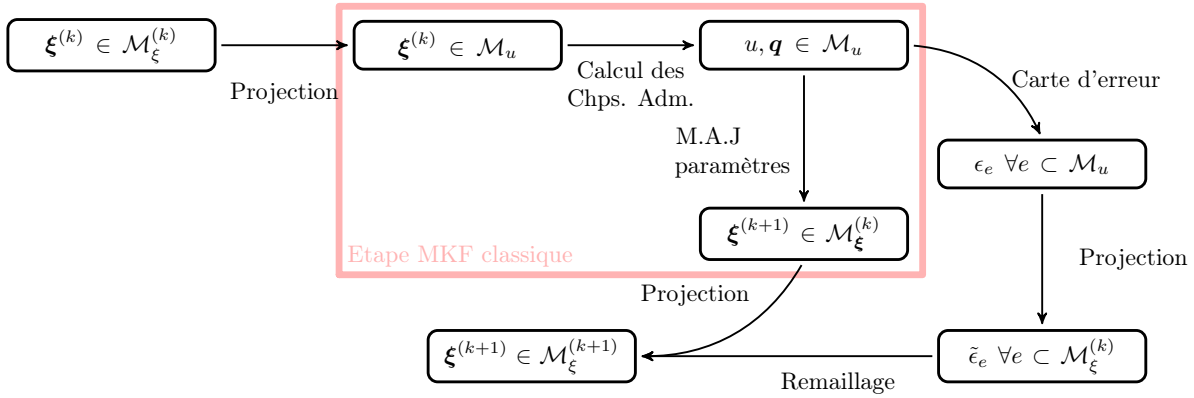 𝝃^{(k)} ∈ ℳ_ξ^{(k)}
Projection
𝝃^{(k)} ∈ ℳ_u
Calcul des
Chps. Adm.
u, 𝒒 ∈ ℳ_u
Carte d'erreur
M.A.J
paramètres
ϵ_e ∀e ⊂ ℳ_u
𝝃^{(k+1)} ∈ ℳ_𝝃^{(k)}
Etape MKF classique
Projection
Projection
𝝃^{(k+1)} ∈ ℳ_ξ^{(k+1)}
Remaillage
ϵ̃_e ∀e ⊂ ℳ_ξ^{(k)}